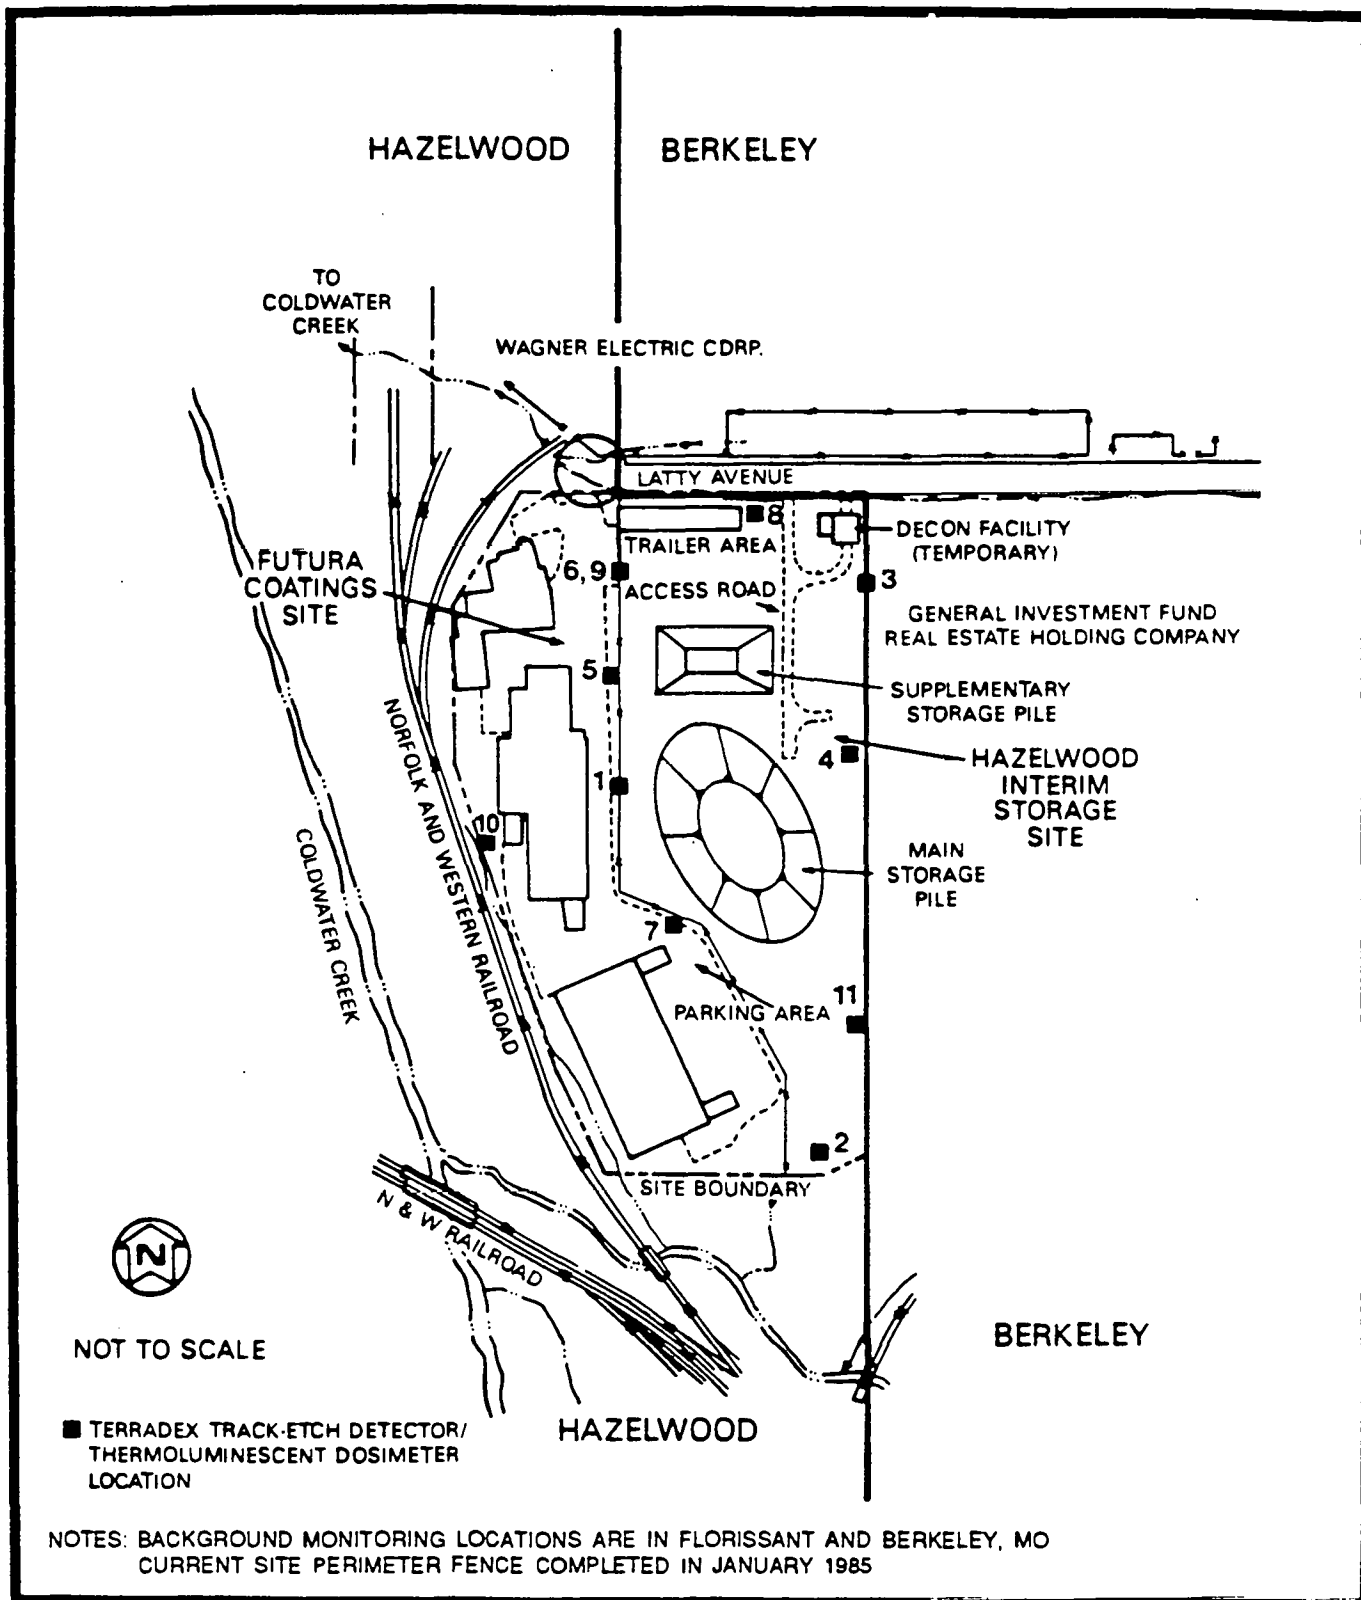 HAZELWOOD
BERKELEY
TO
COLDWATER
CREEK
WAGNER ELECTRIC CDRP.
LATTY AVENUE
8
TRAILER AREA
DECON FACILITY
(TEMPORARY)
FUTURA
COATINGS
SITE
6,9
ACCESS ROAD
3
GENERAL INVESTMENT FUND
REAL ESTATE HOLDING COMPANY
5
SUPPLEMENTARY
STORAGE PILE
NORFOLK AND WESTERN RAILROAD
4
HAZELWOOD
INTERIM
STORAGE
SITE
1
10
COLDWATER CREEK
MAIN
STORAGE
PILE
7
11
PARKING AREA
2
SITE BOUNDARY
N & W RAILROAD
N
NOT TO SCALE
BERKELEY
HAZELWOOD
TERRADEX TRACK-ETCH DETECTOR/
THERMOLUMINESCENT DOSIMETER
LOCATION
NOTES: BACKGROUND MONITORING LOCATIONS ARE IN FLORISSANT AND BERKELEY, MO
CURRENT SITE PERIMETER FENCE COMPLETED IN JANUARY 1985